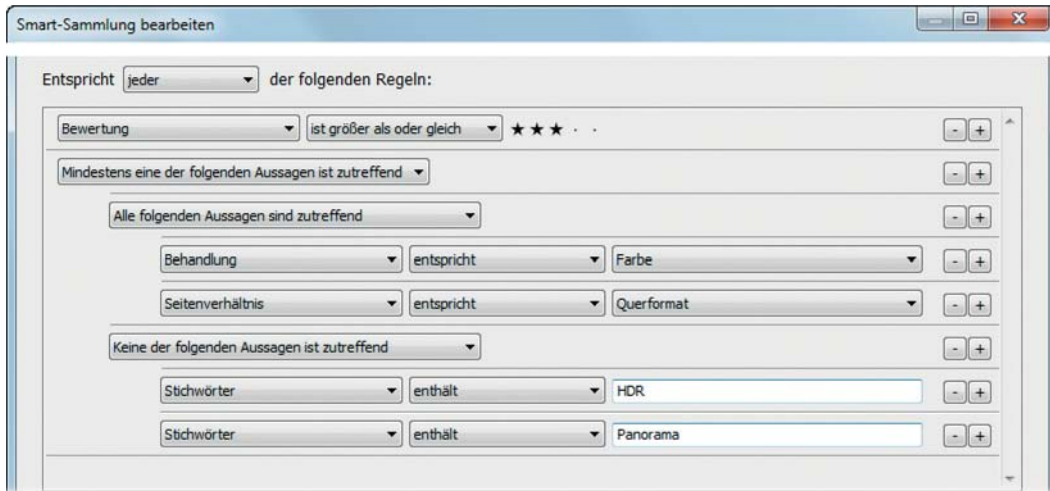 Smart-Sammlung bearbeiten
Entspricht jeder der folgenden Regeln:
Bewertung ist größer als oder gleich ★ ★ ★ · · - +
Mindestens eine der folgenden Aussagen ist zutreffend - +
Alle folgenden Aussagen sind zutreffend - +
Behandlung entspricht Farbe - +
Seitenverhältnis entspricht Querformat - +
Keine der folgenden Aussagen ist zutreffend - +
Stichwörter enthält HDR - +
Stichwörter enthält Panorama - +